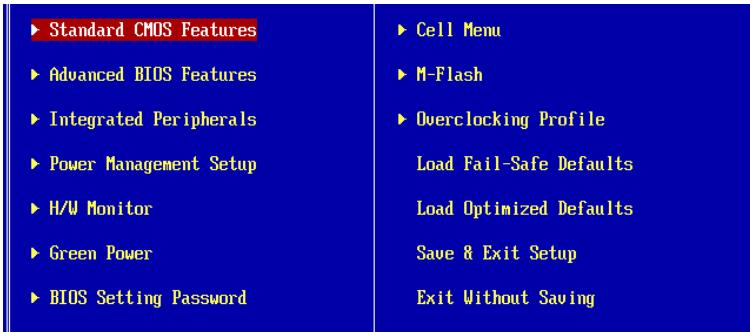 Standard CMOS Features
Advanced BIOS Features
Integrated Peripherals
Power Management Setup
H/W Monitor
Green Power
BIOS Setting Password
Cell Menu
M-Flash
Overclocking Profile
Load Fail-Safe Defaults
Load Optimized Defaults
Save & Exit Setup
Exit Without Saving